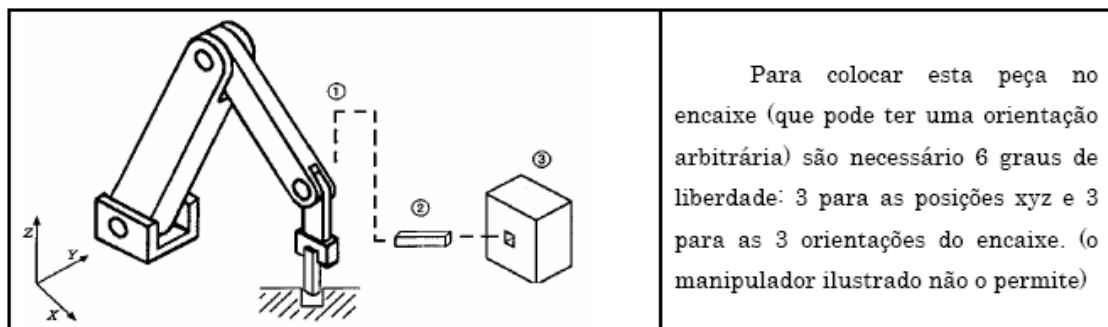 ①
②
③
Z
Y
X
Para colocar esta peça no
encaixe (que pode ter uma orientação
arbitrária) são necessário 6 graus de
liberdade: 3 para as posições xyz e 3
para as 3 orientações do encaixe. (o
manipulador ilustrado não o permite)